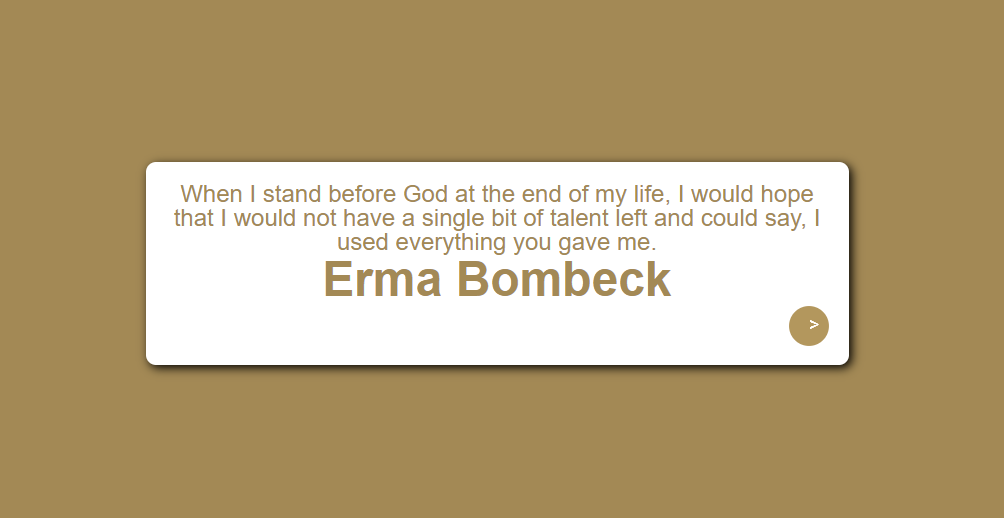 When I stand before God at the end of my life, I would hope
that I would not have a single bit of talent left and could say, I
used everything you gave me.
Erma Bombeck
>